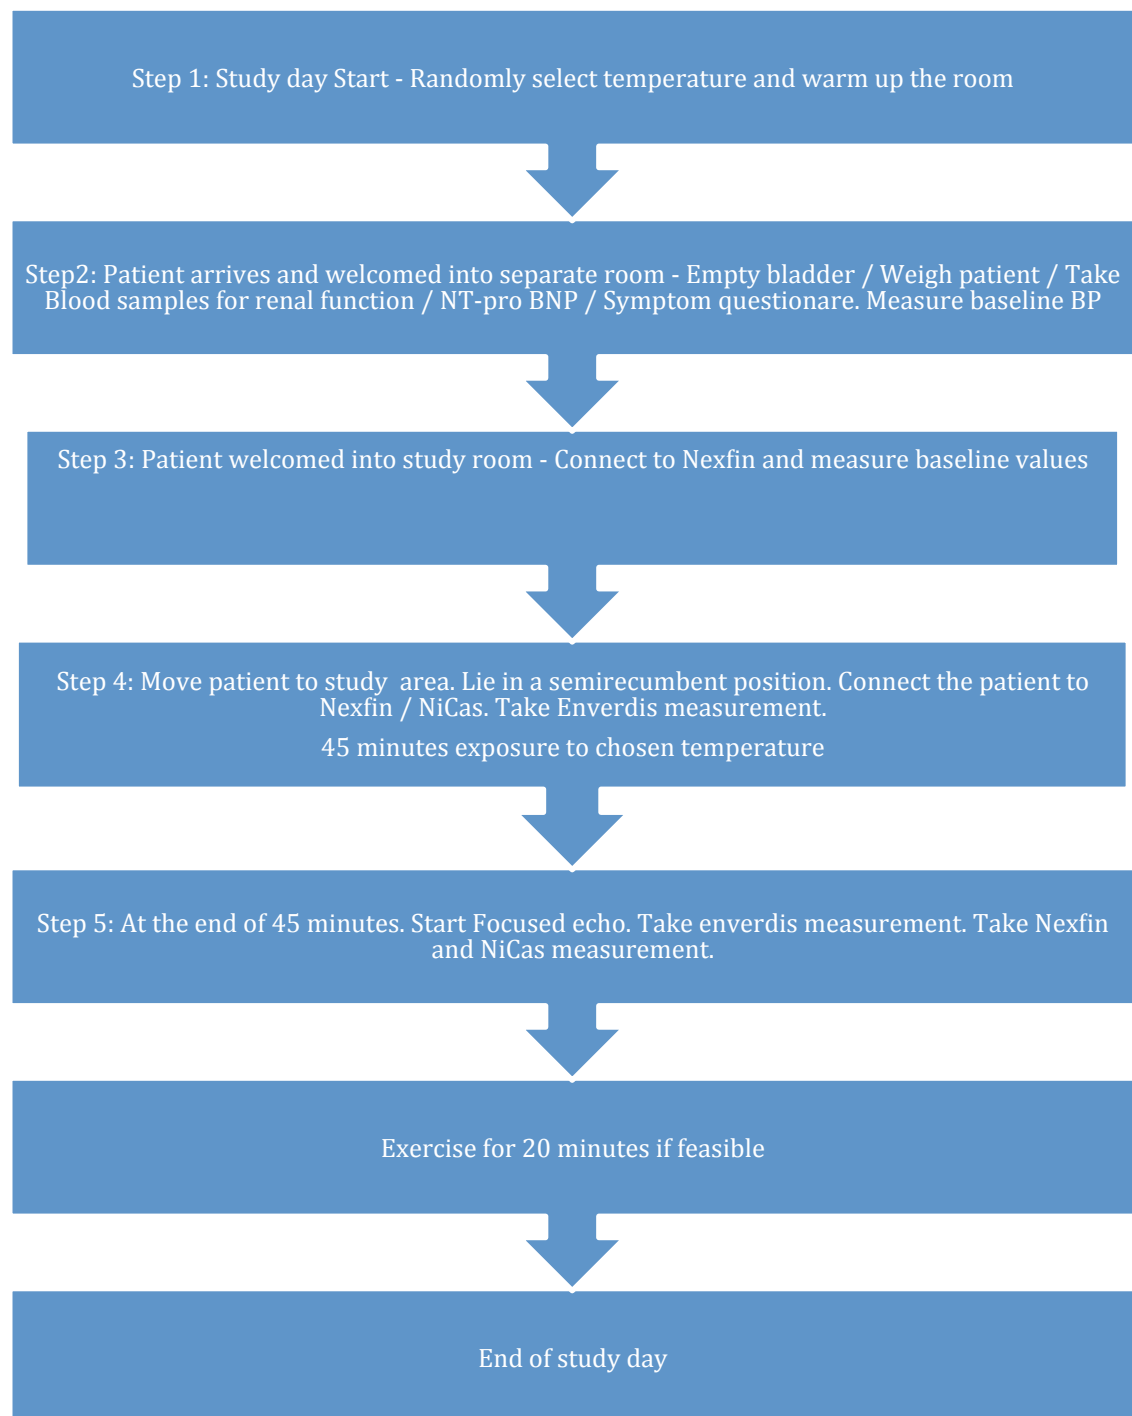 Step 1: Study day Start - Randomly select temperature and warm up the room
Step2: Patient arrives and welcomed into separate room - Empty bladder / Weigh patient / Take
Blood samples for renal function / NT-pro BNP / Symptom questionare. Measure baseline BP
Step 3: Patient welcomed into study room - Connect to Nexfin and measure baseline values
Step 4: Move patient to study area. Lie in a semirecumbent position. Connect the patient to
Nexfin / NiCas. Take Enverdis measurement.
45 minutes exposure to chosen temperature
Step 5: At the end of 45 minutes. Start Focused echo. Take enverdis measurement. Take Nexfin
and NiCas measurement.
Exercise for 20 minutes if feasible
End of study day